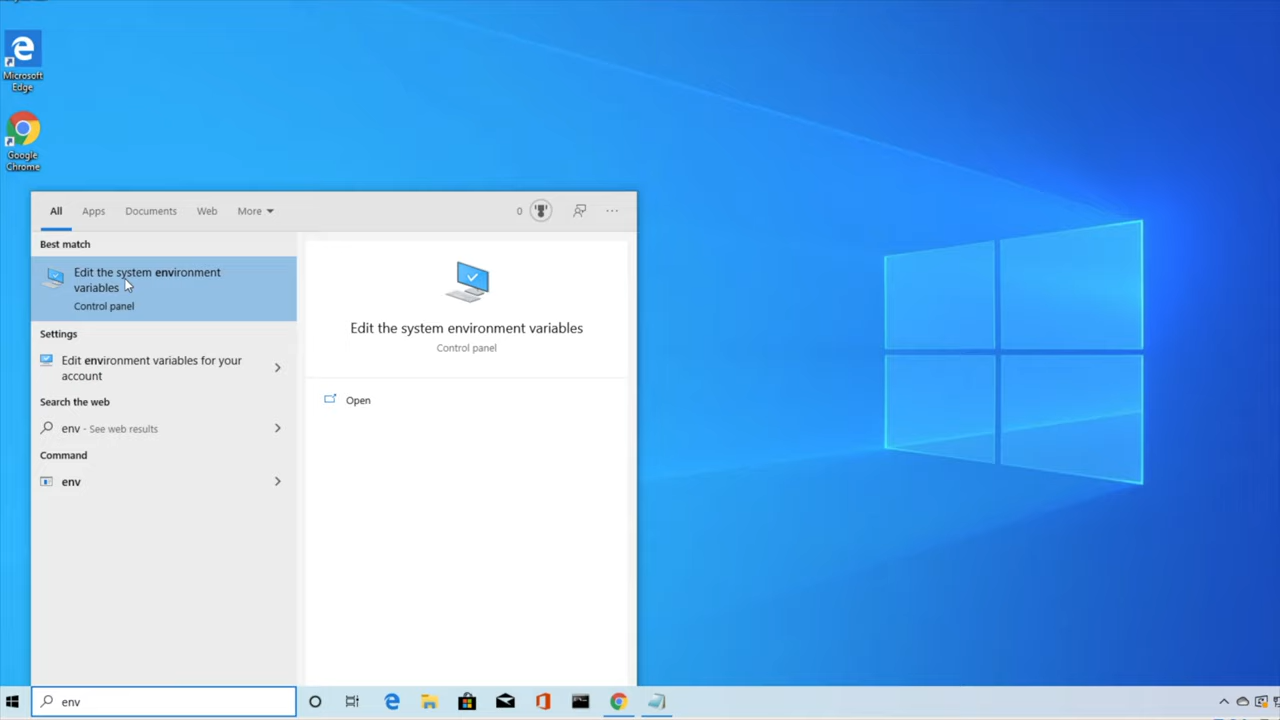 Microsoft
Edge
Google
Chrome
All Apps Documents Web More 0
Best match
Edit the system environment
variables
Control panel
Settings
Edit environment variables for your
account
Search the web
env - See web results
Command
env
Edit the system environment variables
Control panel
Open
env